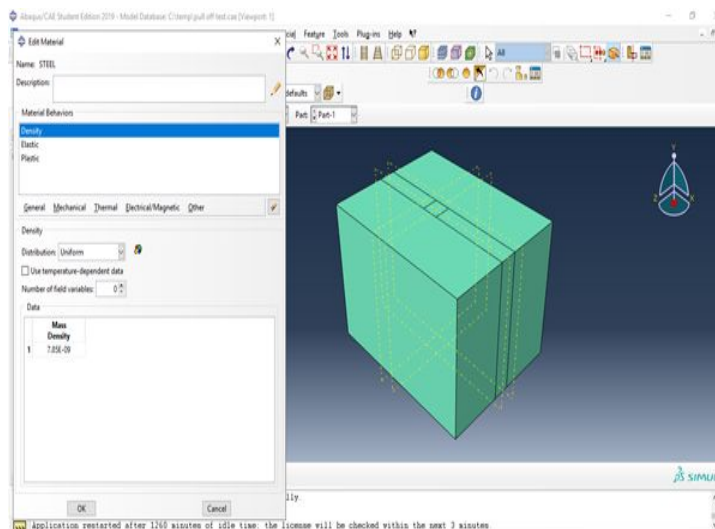 Abaqus/CAE Student Edition 2019 - Model Database: C:\temp\pull off test.cae [Viewport: 1]
Feature Tools Plug-ins Help
Edit Material
Name: STEEL
Description:
Material Behaviors
Density
Elastic
Plastic
General Mechanical Thermal Electrical/Magnetic Other
Density
Distribution: Uniform
Use temperature-dependent data
Number of field variables: 0
Data
Mass
Density
1 7.85E-09
OK Cancel
All
defaults
Part: Part-1
Y
Z X
SIMU
lly.
Application restarted after 1260 minutes of idle time; the license will be checked within the next 3 minutes.